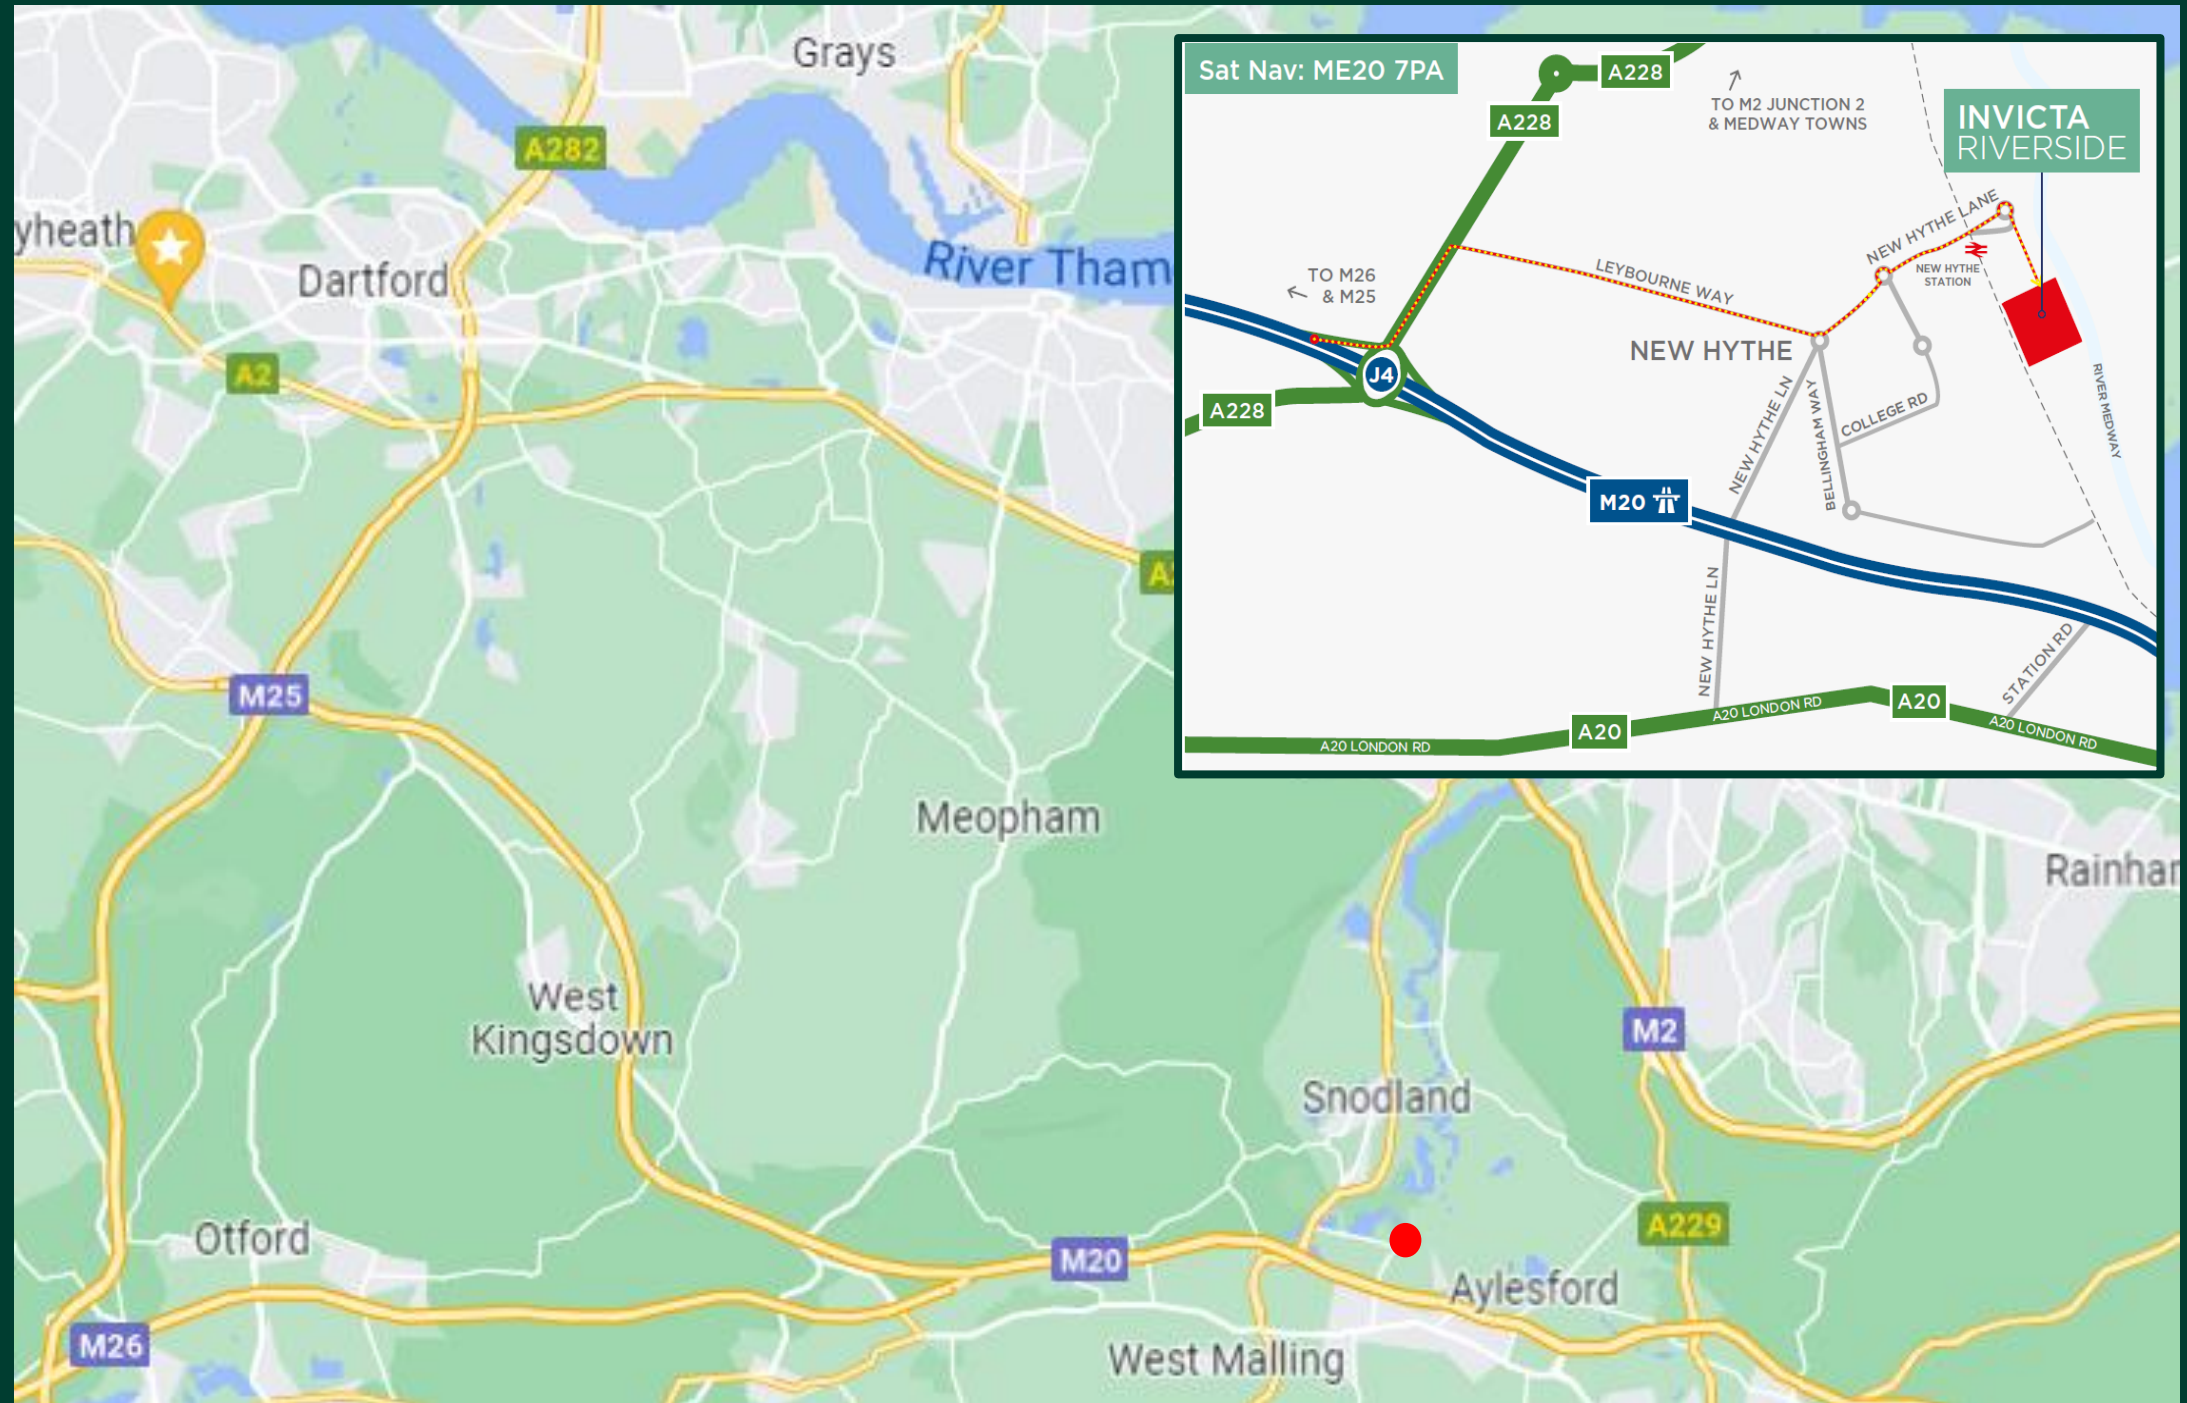 Grays
A282
yheath
Dartford
River Tham
A2
M25
Meopham
Rainhar
West
Kingsdown
M2
Snodland
Otford
A229
M20
Aylesford
M26
West Malling
Sat Nav: ME20 7PA
A228
A228
TO M2 JUNCTION 2
& MEDWAY TOWNS
INVICTA
RIVERSIDE
NEW HYTHE LANE
NEW HYTHE
STATION
TO M26
& M25
LEYBOURNE WAY
NEW HYTHE
J4
A228
RIVER MEDWAY
NEW HYTHE LN
BELLINGHAM WAY
COLLEGE RD
M20
NEW HYTHE LN
STATION RD
A20 LONDON RD
A20
A20 LONDON RD
A20
A20 LONDON RD